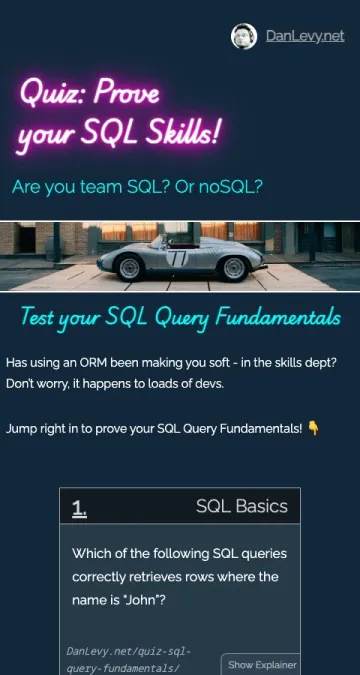 DanLevy.net
Quiz: Prove
your SQL Skills!
Are you team SQL? Or noSQL?
77
Test your SQL Query Fundamentals
Has using an ORM been making you soft - in the skills dept?
Don't worry, it happens to loads of devs.
Jump right in to prove your SQL Query Fundamentals! 👇
1. SQL Basics
Which of the following SQL queries
correctly retrieves rows where the
name is "John"?
DanLevy.net/quiz-sql-
query-fundamentals/
Show Explainer